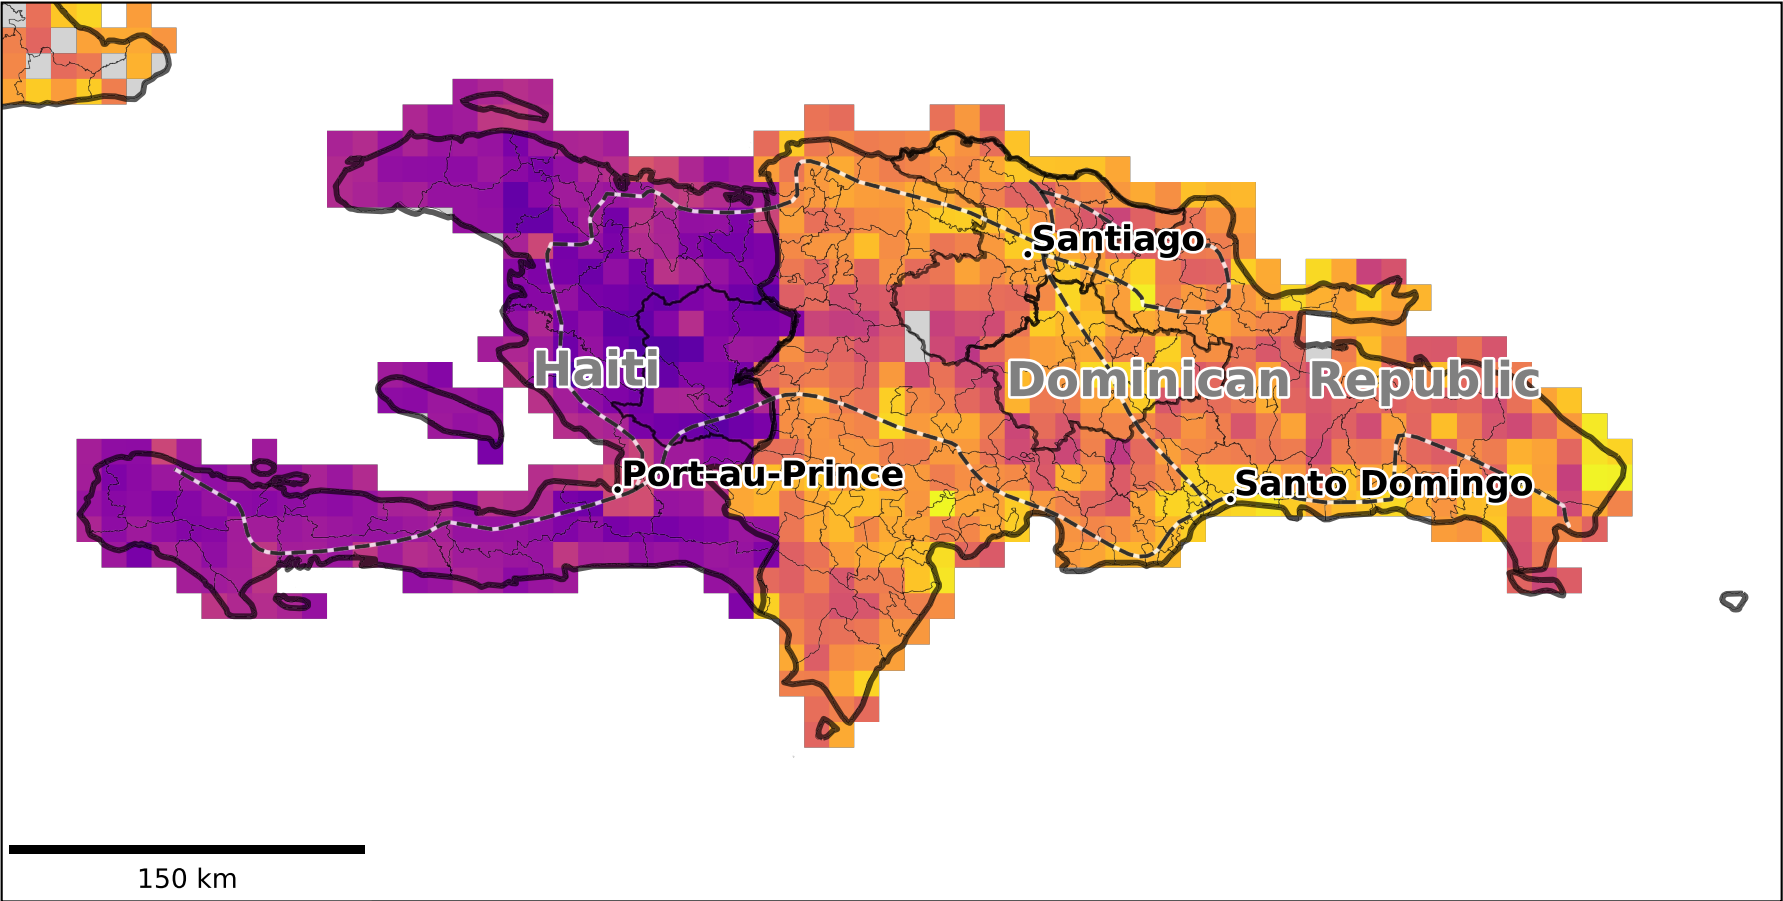 Santiago
Haiti
Dominican Republic
Port-au-Prince
Santo Domingo
150 km